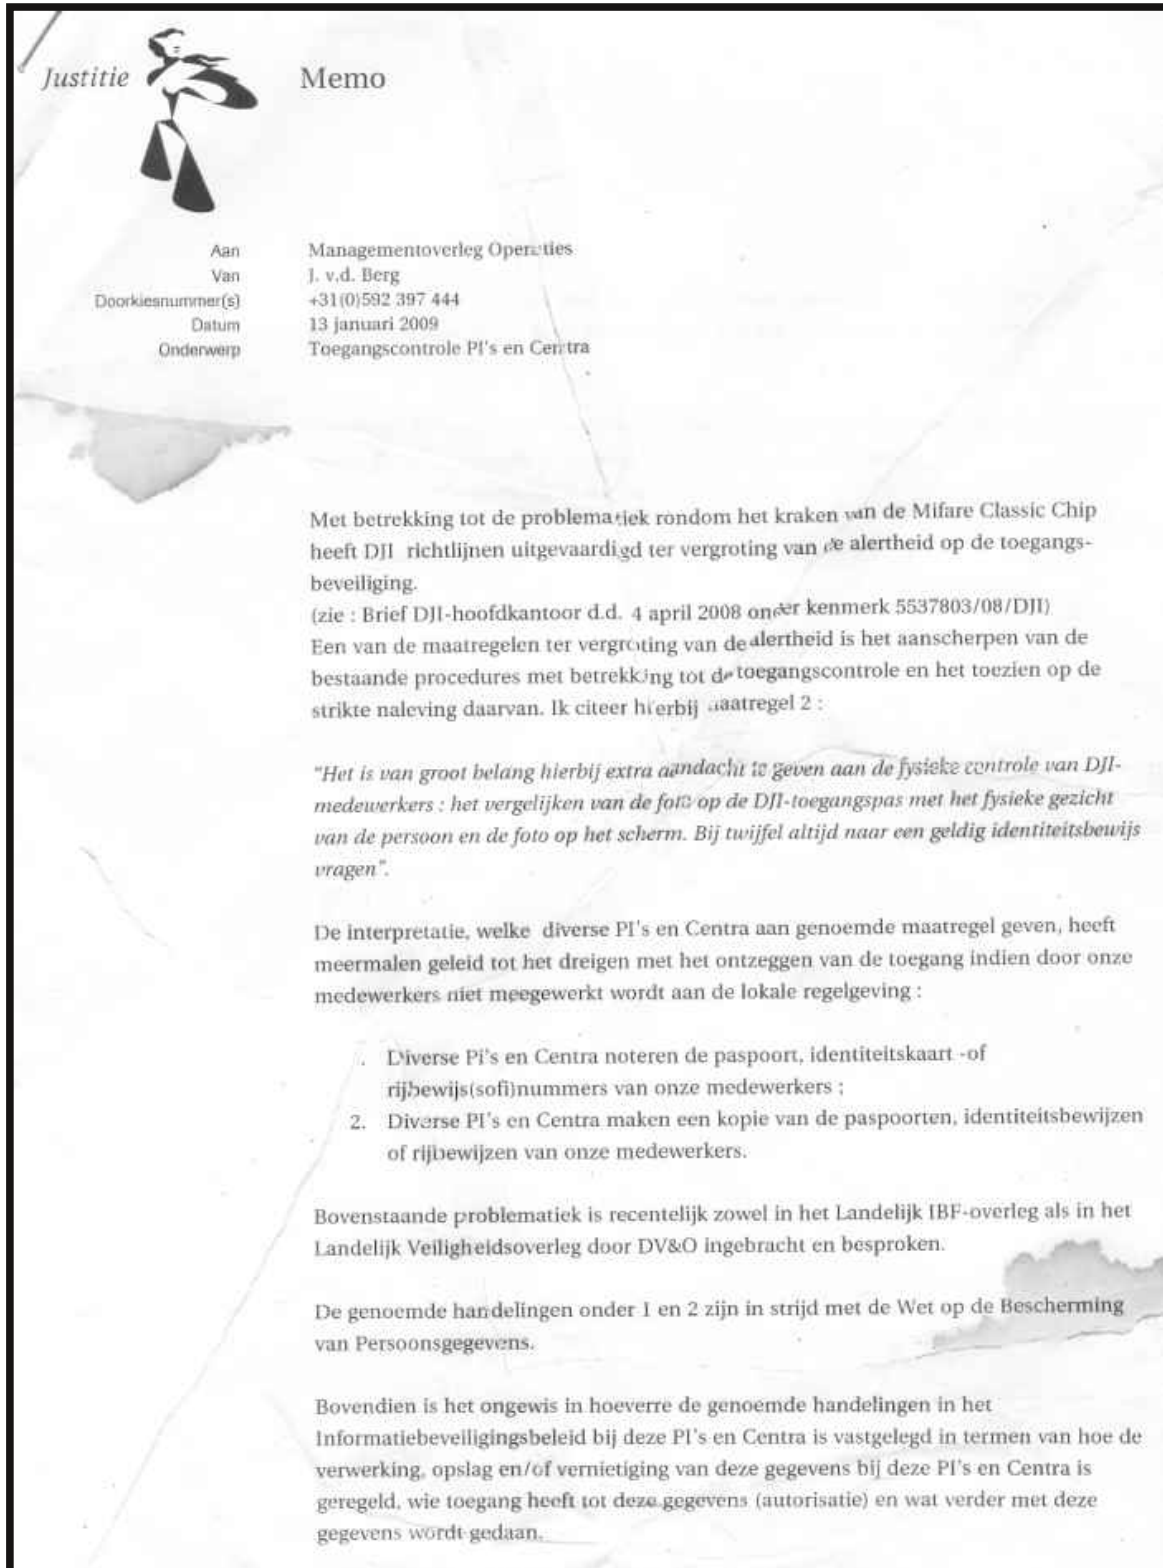 Justitie
Memo
Aan Managementoverleg Operaties
Van J. v.d. Berg
Doorkiesnummer(s) +31(0)592 397 444
Datum 13 januari 2009
Onderwerp Toegangscontrole PI's en Centra
Met betrekking tot de problematiek rondom het kraken van de Mifare Classic Chip
heeft DJI richtlijnen uitgevaardigd ter vergroting van de alertheid op de toegangs-
beveiliging.
(zie : Brief DJI-hoofdkantoor d.d. 4 april 2008 onder kenmerk 5537803/08/DJI)
Een van de maatregelen ter vergroting van de alertheid is het aanscherpen van de
bestaande procedures met betrekking tot de toegangscontrole en het toezien op de
strikte naleving daarvan. Ik citeer hierbij maatregel 2 :
"Het is van groot belang hierbij extra aandacht te geven aan de fysieke controle van DJI-
medewerkers : het vergelijken van de foto op de DJI-toegangspas met het fysieke gezicht
van de persoon en de foto op het scherm. Bij twijfel altijd naar een geldig identiteitsbewijs
vragen".
De interpretatie, welke diverse PI's en Centra aan genoemde maatregel geven, heeft
meermalen geleid tot het dreigen met het ontzeggen van de toegang indien door onze
medewerkers niet meegewerkt wordt aan de lokale regelgeving :
. Diverse Pi's en Centra noteren de paspoort, identiteitskaart -of
rijbewijs(sofi)nummers van onze medewerkers ;
2. Diverse PI's en Centra maken een kopie van de paspoorten, identiteitsbewijzen
of rijbewijzen van onze medewerkers.
Bovenstaande problematiek is recentelijk zowel in het Landelijk IBF-overleg als in het
Landelijk Veiligheidsoverleg door DV&O ingebracht en besproken.
De genoemde handelingen onder 1 en 2 zijn in strijd met de Wet op de Bescherming
van Persoonsgegevens.
Bovendien is het ongewis in hoeverre de genoemde handelingen in het
Informatiebeveiligingsbeleid bij deze PI's en Centra is vastgelegd in termen van hoe de
verwerking, opslag en/of vernietiging van deze gegevens bij deze PI's en Centra is
geregeld, wie toegang heeft tot deze gegevens (autorisatie) en wat verder met deze
gegevens wordt gedaan.